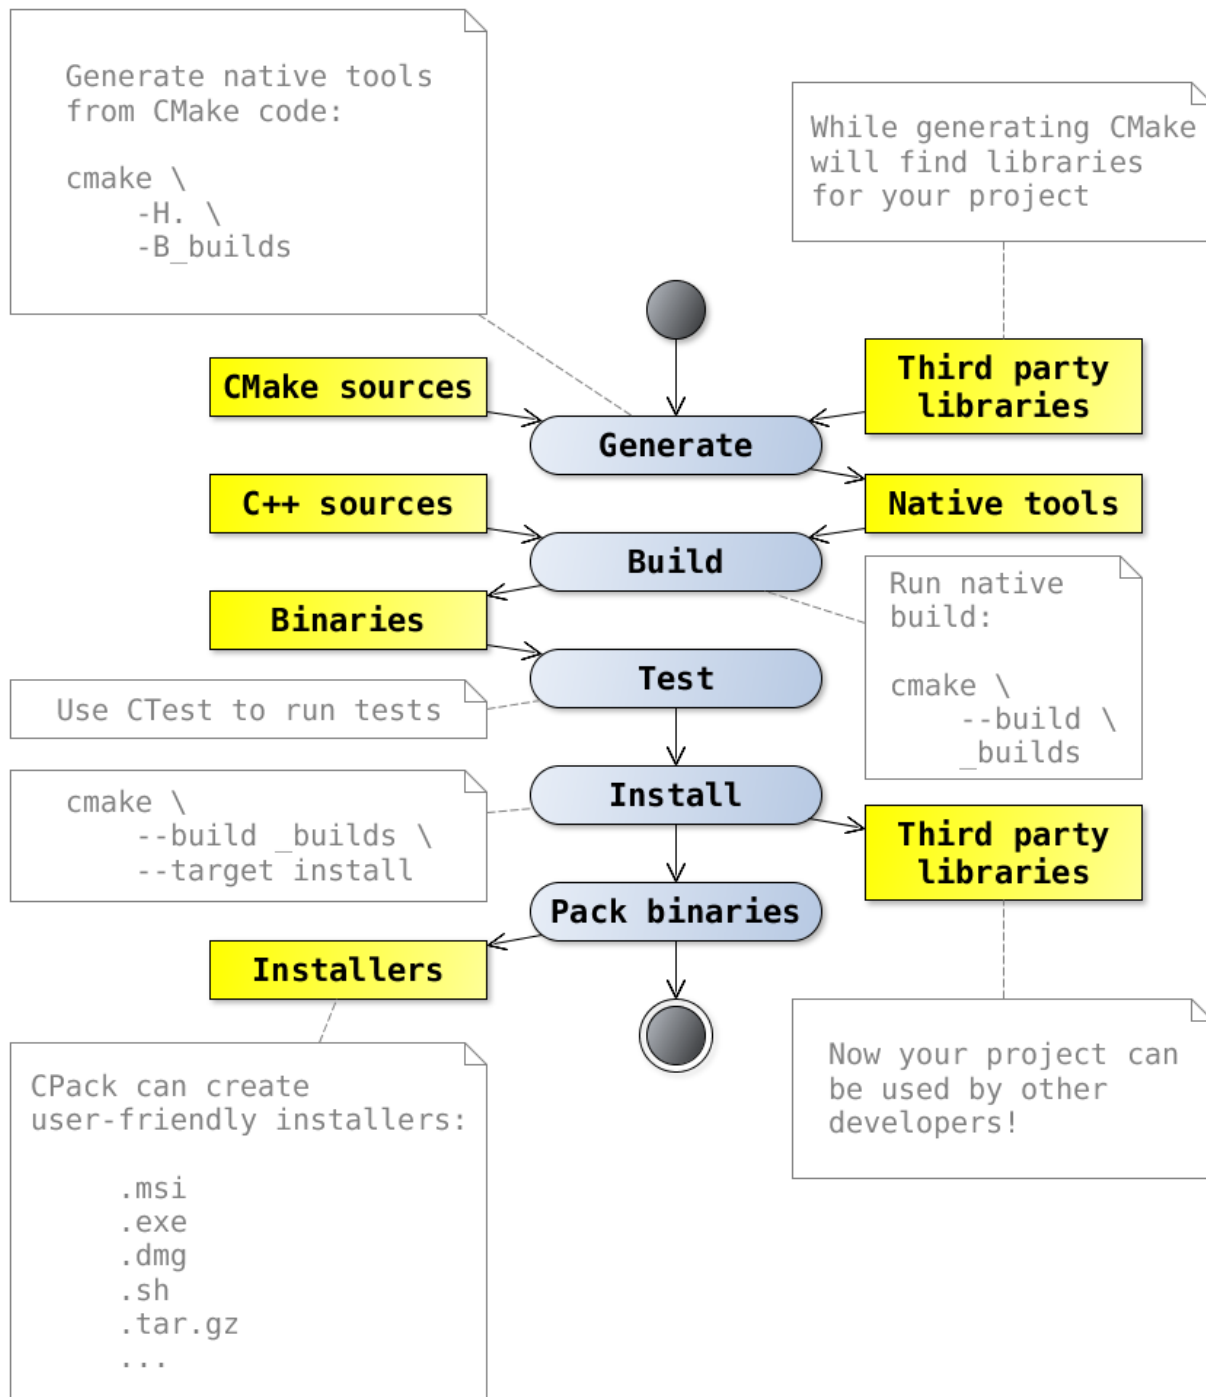 Generate native tools
from CMake code:
cmake \
-H. \
-B_builds
While generating CMake
will find libraries
for your project
CMake sources
Third party
libraries
Generate
C++ sources
Native tools
Build
Run native
build:
cmake \
--build \
_builds
Binaries
Test
Use CTest to run tests
Install
cmake \
--build _builds \
--target install
Third party
libraries
Pack binaries
Installers
Now your project can
be used by other
developers!
CPack can create
user-friendly installers:
.msi
.exe
.dmg
.sh
.tar.gz
...